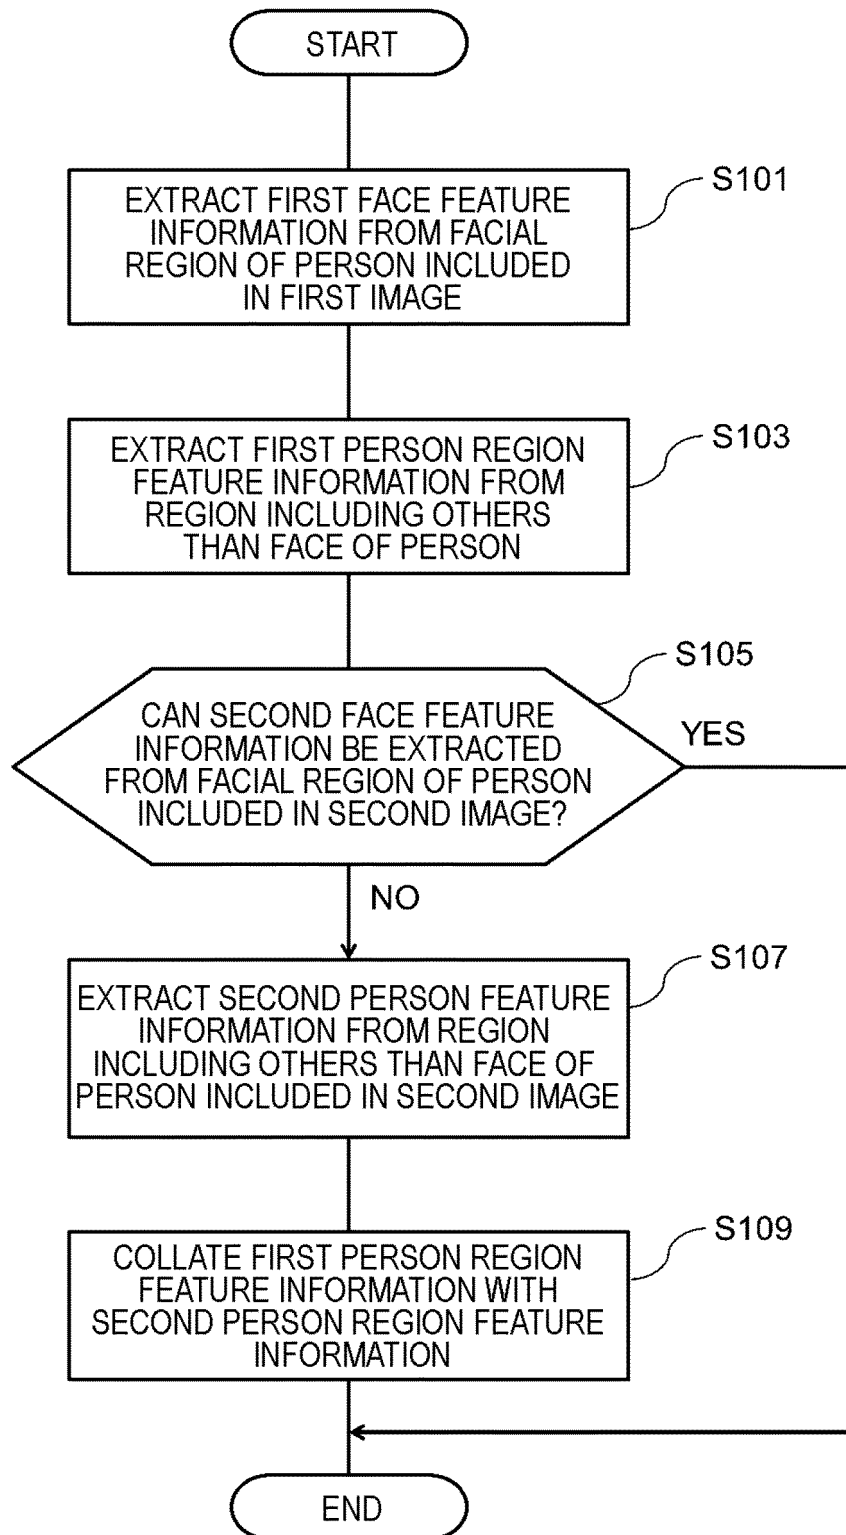 START
S101
EXTRACT FIRST FACE FEATURE
INFORMATION FROM FACIAL
REGION OF PERSON INCLUDED
IN FIRST IMAGE
S103
EXTRACT FIRST PERSON REGION
FEATURE INFORMATION FROM
REGION INCLUDING OTHERS
THAN FACE OF PERSON
S105
CAN SECOND FACE FEATURE
INFORMATION BE EXTRACTED
FROM FACIAL REGION OF PERSON
INCLUDED IN SECOND IMAGE?
YES
NO
S107
EXTRACT SECOND PERSON FEATURE
INFORMATION FROM REGION
INCLUDING OTHERS THAN FACE OF
PERSON INCLUDED IN SECOND IMAGE
S109
COLLATE FIRST PERSON REGION
FEATURE INFORMATION WITH
SECOND PERSON REGION FEATURE
INFORMATION
END